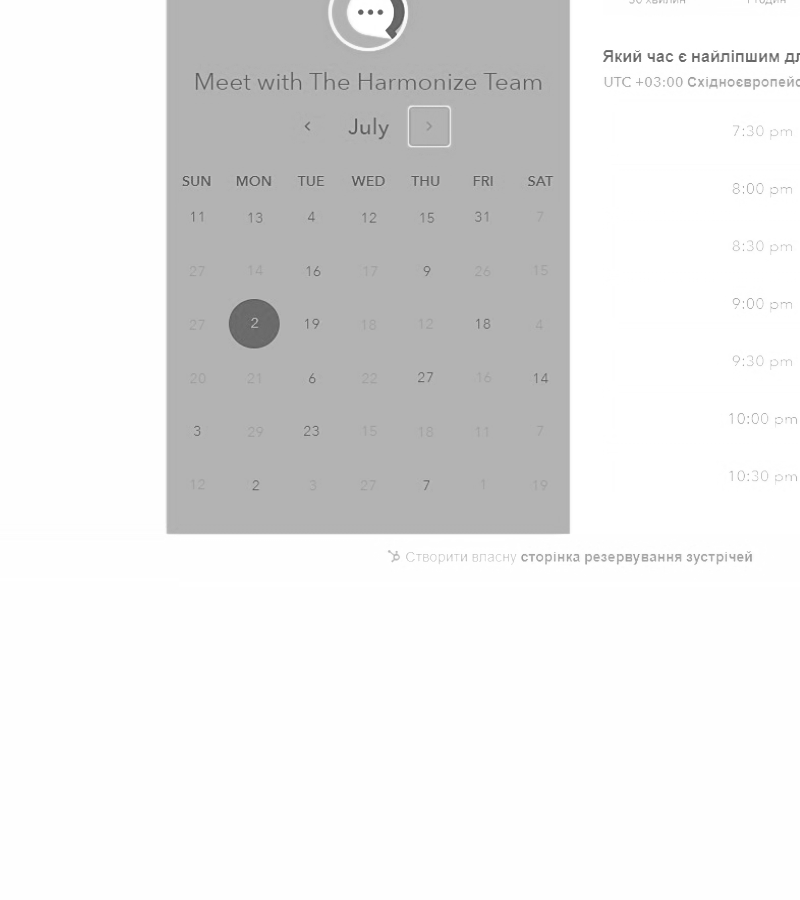 30 хвилин 1 годин
Meet with The Harmonize Team
July
SUN MON TUE WED THU FRI SAT
11 13 4 12 15 31 7
27 14 16 17 9 26 15
27 2 19 18 12 18 4
20 21 6 22 27 16 14
3 29 23 15 18 11 7
12 2 3 27 7 1 19
Який час є найліпшим дл
UTC +03:00 Східноєвропейс
7:30 pm
8:00 pm
8:30 pm
9:00 pm
9:30 pm
10:00 pm
10:30 pm
Створити власну сторінка резервування зустрічей